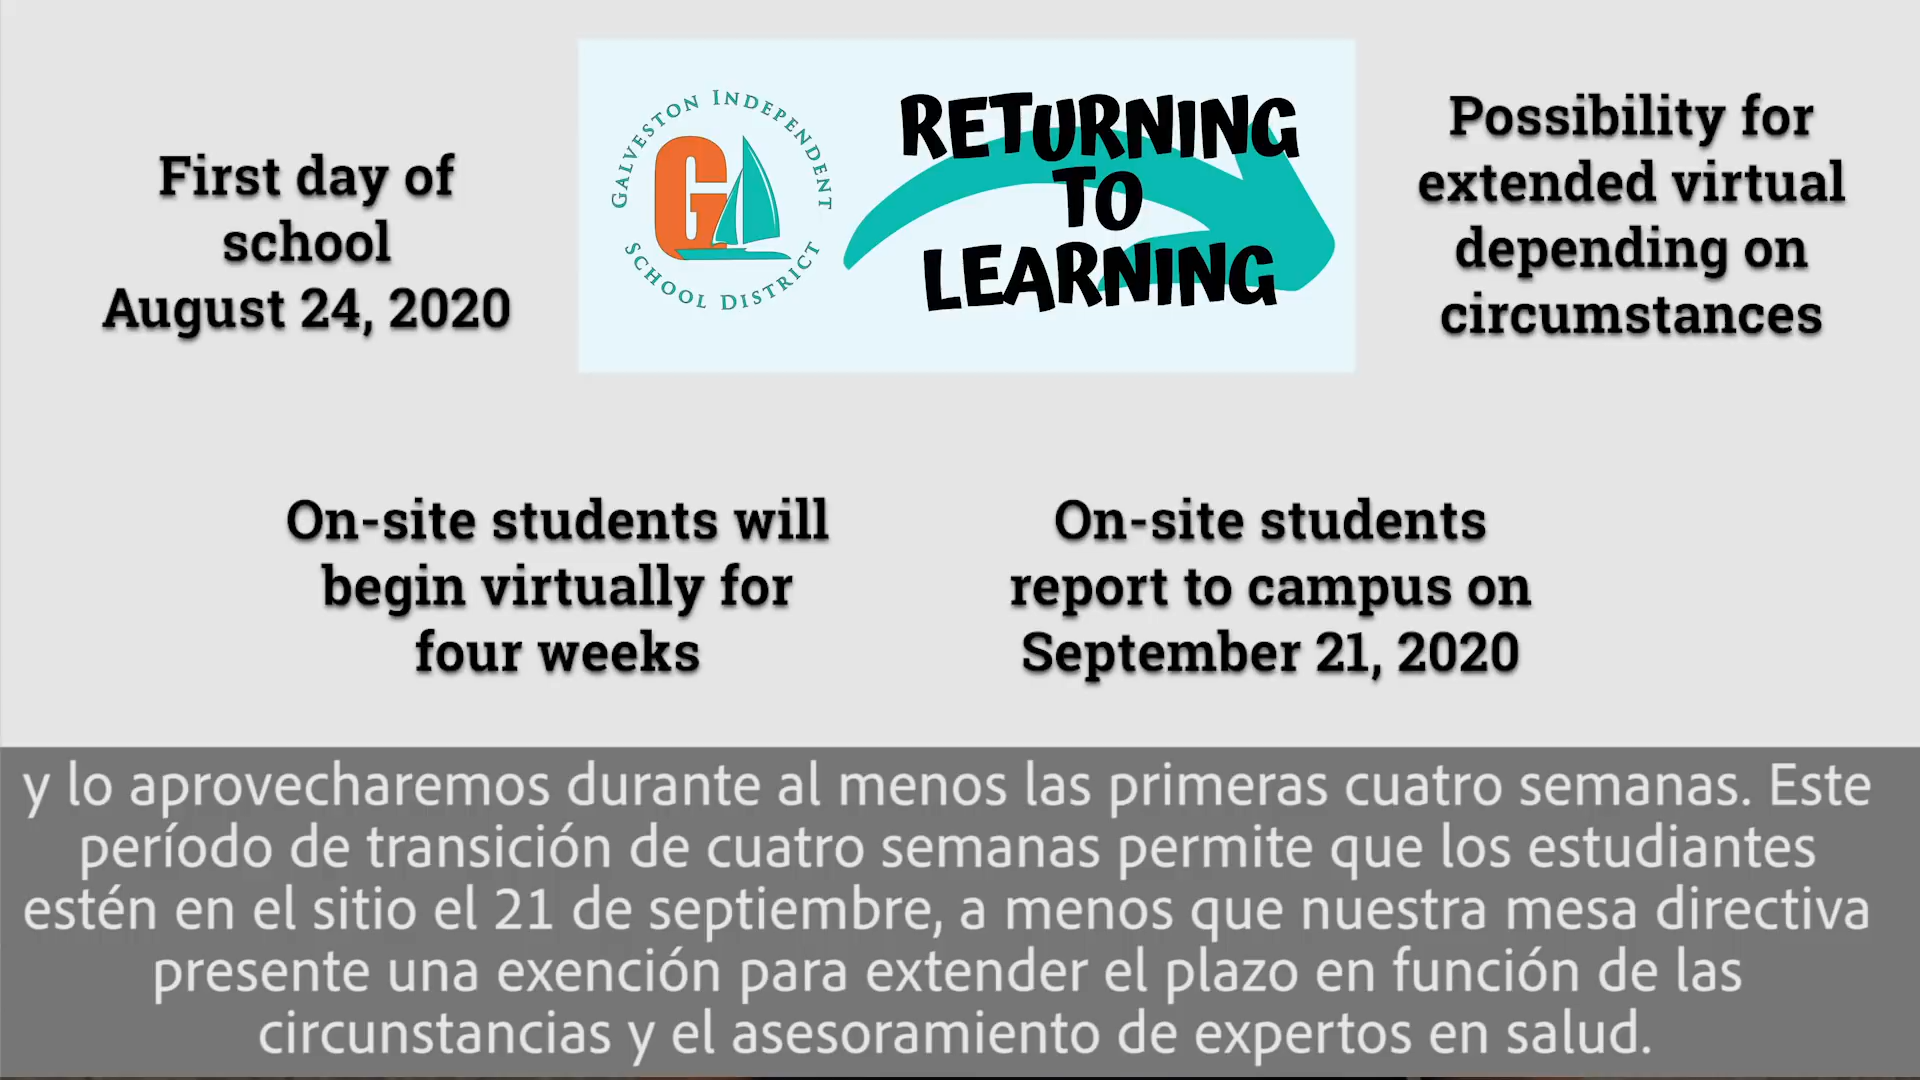 First day of
school
August 24, 2020
GALVESTON INDEPENDENT
SCHOOL DISTRICT
G
RETURNING
TO
LEARNING
Possibility for
extended virtual
depending on
circumstances
On-site students will
begin virtually for
four weeks
On-site students
report to campus on
September 21, 2020
y lo aprovecharemos durante al menos las primeras cuatro semanas. Este
período de transición de cuatro semanas permite que los estudiantes
estén en el sitio el 21 de septiembre, a menos que nuestra mesa directiva
presente una exención para extender el plazo en función de las
circunstancias y el asesoramiento de expertos en salud.